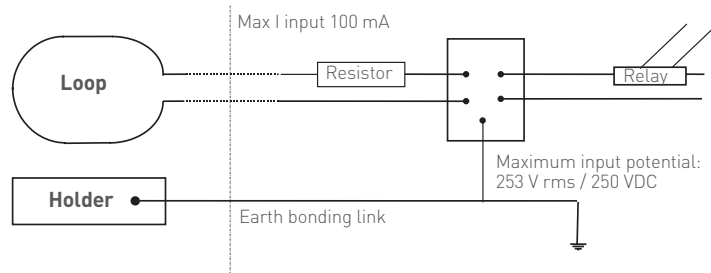 Max I input 100 mA
Loop
Resistor
Relay
Maximum input potential:
253 V rms / 250 VDC
Holder
Earth bonding link